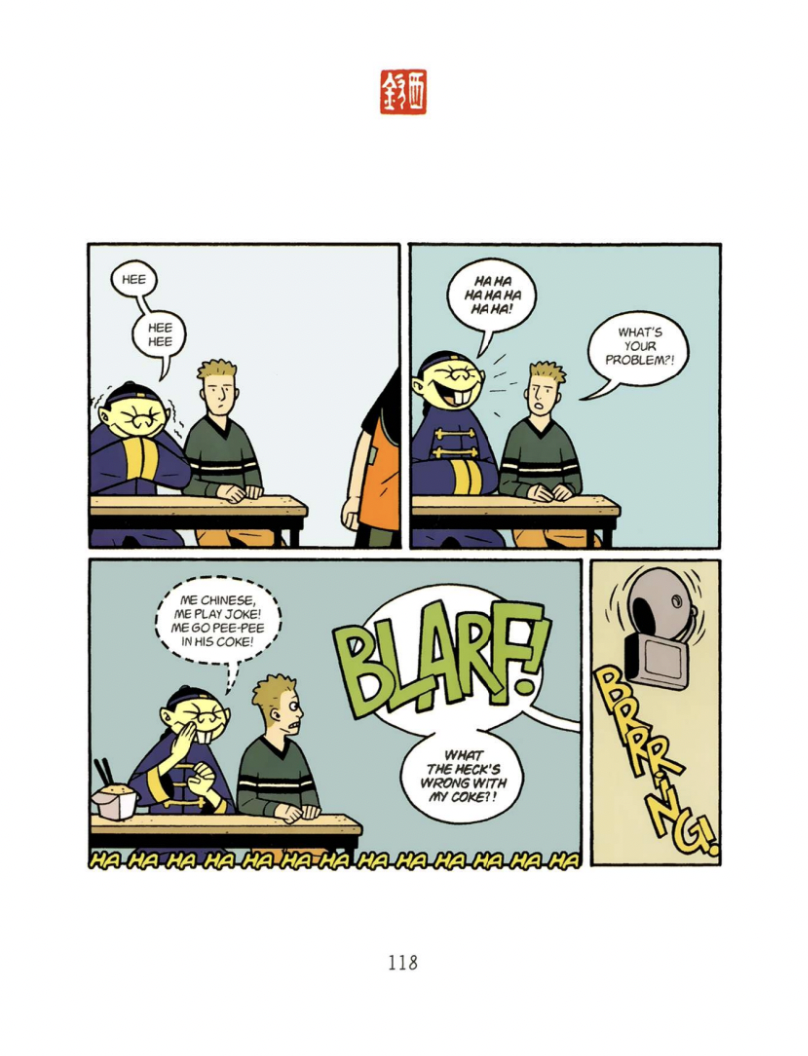 HEE
HEE
HEE
HA HA
HA HA HA
HA HA!
WHAT'S
YOUR
PROBLEM?!
ME CHINESE,
ME PLAY JOKE!
ME GO PEE-PEE
IN HIS COKE!
BLARF!
WHAT
THE HECK'S
WRONG WITH
MY COKE?!
HA HA HA HA HA HA HA HA HA HA HA HA HA
BRRRRING!
118